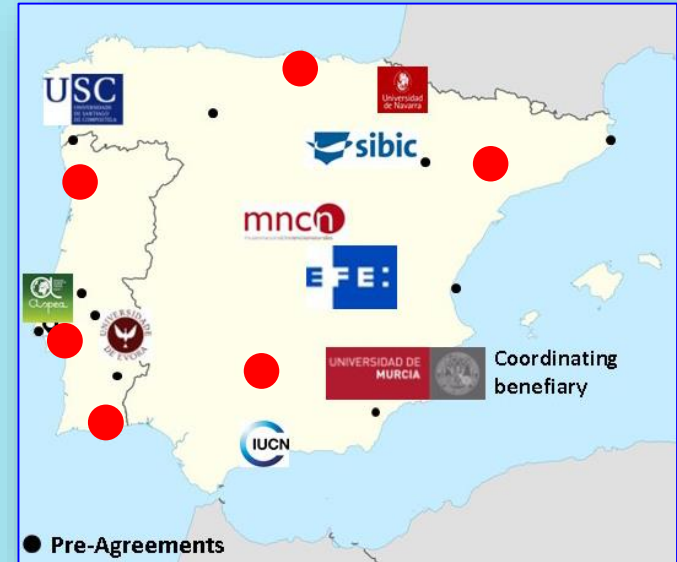 USC
UNIVERSIDADE
DE SANTIAGO
DE COMPOSTELA
Universidad
de Navarra
sibic
mncn
EFE:
aspea
UNIVERSIDADE
DE ÉVORA
UNIVERSIDAD DE
MURCIA
Coordinating
benefiary
IUCN
Pre-Agreements